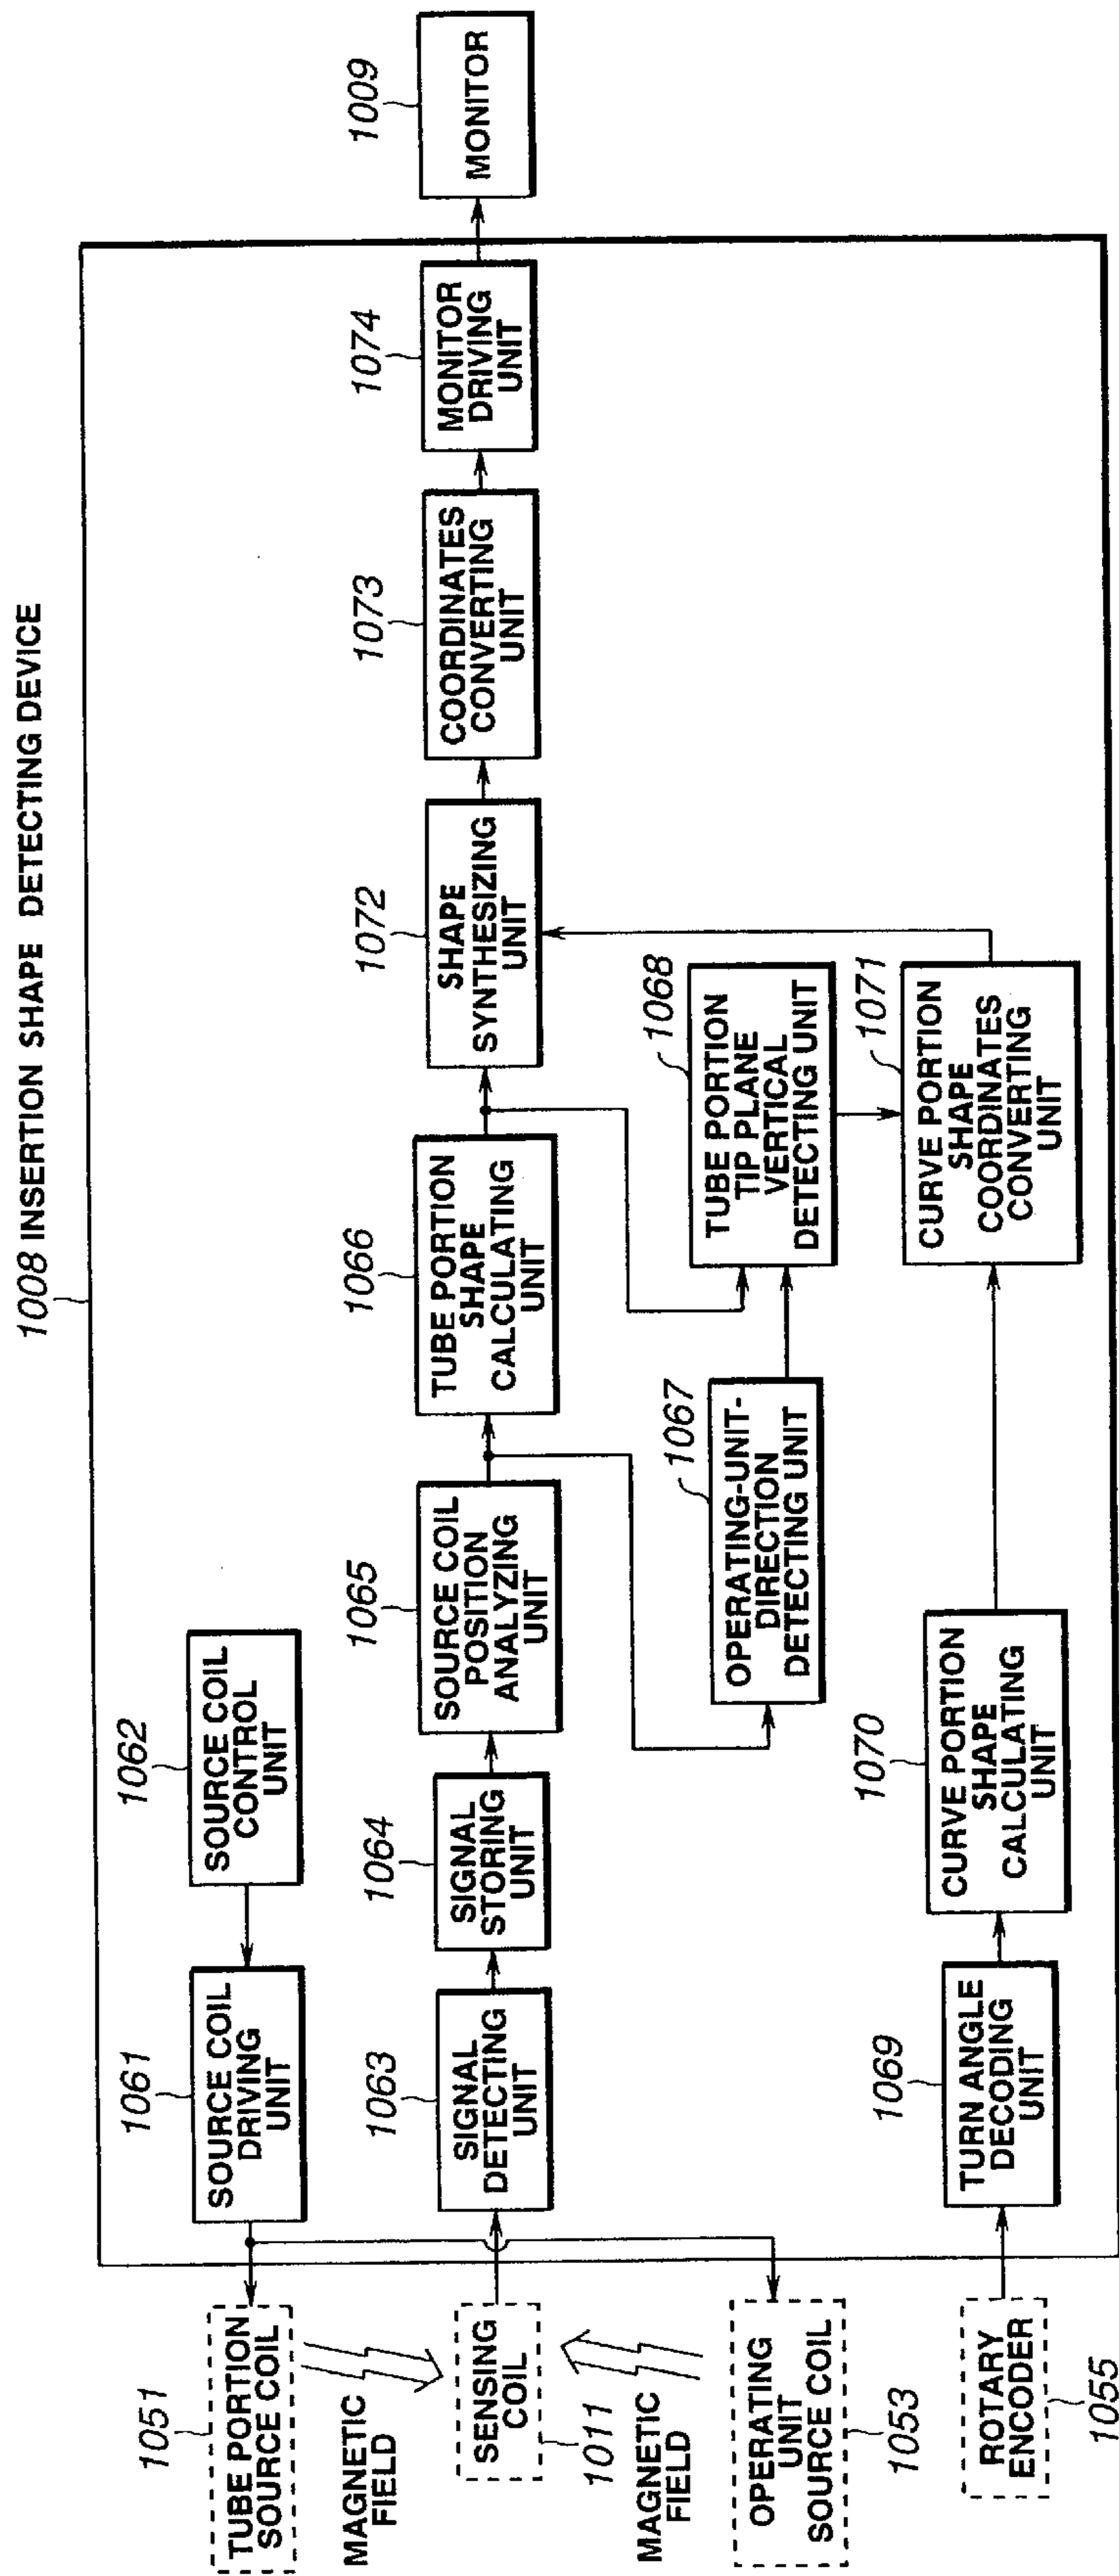 1008 INSERTION SHAPE DETECTING DEVICE
1051
TUBE PORTION
SOURCE COIL
1061
SOURCE COIL
DRIVING
UNIT
1062
SOURCE COIL
CONTROL
UNIT
MAGNETIC
FIELD
SENSING
COIL
1011
1063
SIGNAL
DETECTING
UNIT
1064
SIGNAL
STORING
UNIT
1065
SOURCE COIL
POSITION
ANALYZING
UNIT
1066
TUBE PORTION
SHAPE
CALCULATING
UNIT
1072
SHAPE
SYNTHESIZING
UNIT
1073
COORDINATES
CONVERTING
UNIT
1074
MONITOR
DRIVING
UNIT
1009
MONITOR
MAGNETIC
FIELD
OPERATING
UNIT
SOURCE COIL
1053
1067
OPERATING-UNIT-
DIRECTION
DETECTING UNIT
1068
TUBE PORTION
TIP PLANE
VERTICAL
DETECTING UNIT
ROTARY
ENCODER
1055
1069
TURN ANGLE
DECODING
UNIT
1070
CURVE PORTION
SHAPE
CALCULATING
UNIT
1071
CURVE PORTION
SHAPE
COORDINATES
CONVERTING
UNIT